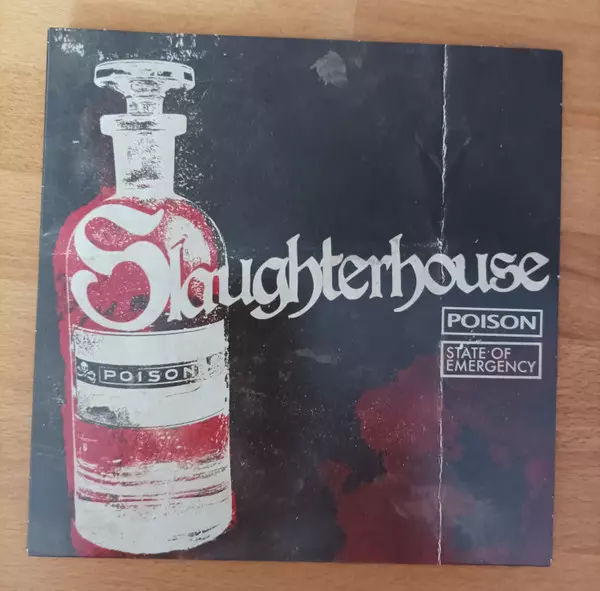 Slaughterhouse
POISON
STATE OF
EMERGENCY
POISON